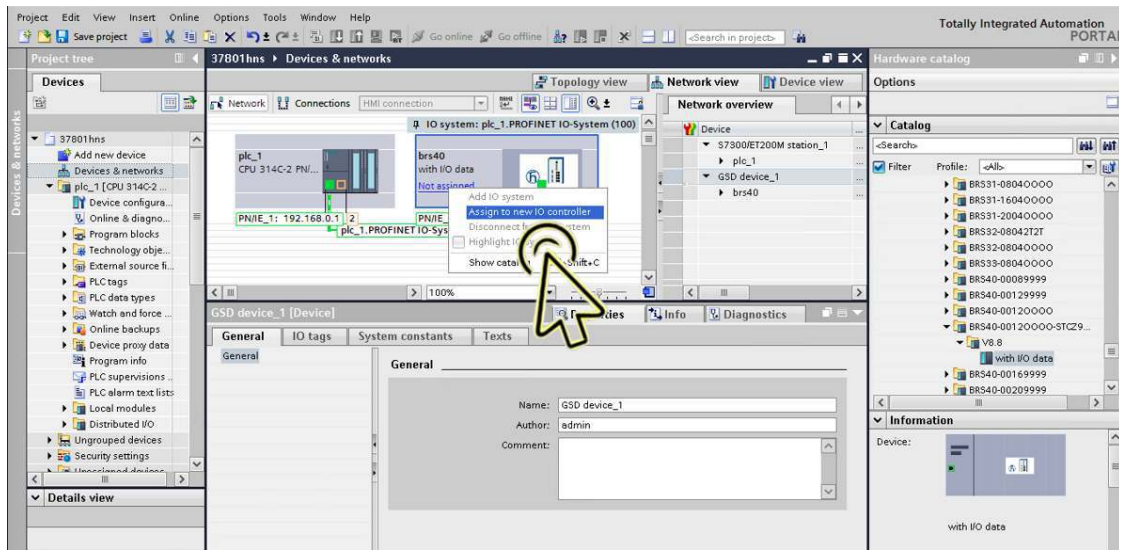 Project Edit View Insert Online Options Tools Window Help
Totally Integrated Automation
PORTAL
Save project
Go online
Go offline
<Search in project>
Project tree
37801hns Devices & networks
Hardware catalog
Devices
Topology view
Network view
Device view
Options
Devices & networks
Network
Connections
HMI connection
Network overview
IO system: plc_1.PROFINET IO-System (100)
Device
S7300/ET200M station_1
plc_1
GSD device_1
brs40
plc_1
CPU 314C-2 PN/...
brs40
with I/O data
Not assigned
PN/IE_1: 192.168.0.1 2
PN/IE_
plc_1.PROFINET IO-Sys
Add IO system
Assign to new IO controller
Disconnect
Highlight
Show
Shift+C
100%
37801hns
Add new device
Devices & networks
plc_1 [CPU 314C-2 ...
Device configura...
Online & diagno...
Program blocks
Technology obje...
External source fi...
PLC tags
PLC data types
Watch and force ...
Online backups
Device proxy data
Program info
PLC supervisions ...
PLC alarm text lists
Local modules
Distributed I/O
Ungrouped devices
Security settings
Details view
GSD device_1 [Device]
Info
Diagnostics
General
IO tags
System constants
Texts
General
General
Name: GSD device_1
Author: admin
Comment:
Catalog
<Search>
Filter
Profile: <All>
BRS31-08040000
BRS31-16040000
BRS31-20040000
BRS32-08042T2T
BRS32-08040000
BRS33-08040000
BRS40-00089999
BRS40-00129999
BRS40-00120000
BRS40-00120000-STCZ9...
V8.8
with I/O data
BRS40-00169999
BRS40-00209999
Information
Device:
with I/O data